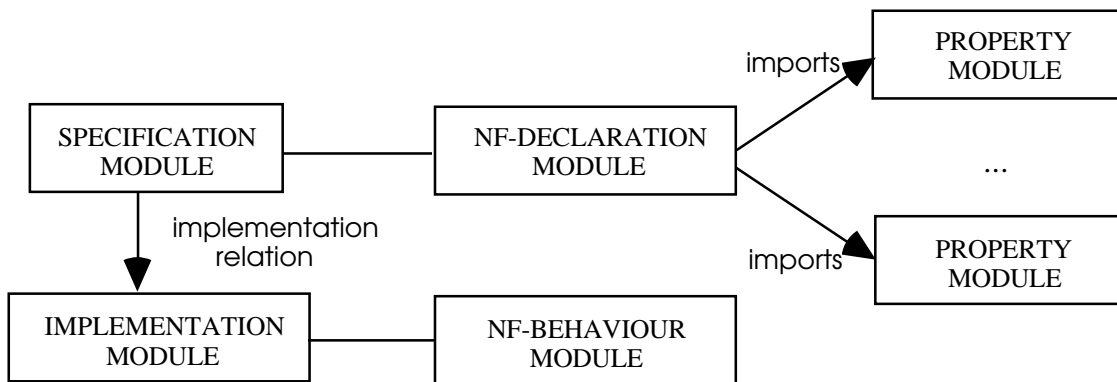 PROPERTY
MODULE
imports
SPECIFICATION
MODULE
NF-DECLARATION
MODULE
...
implementation
relation
imports
PROPERTY
MODULE
IMPLEMENTATION
MODULE
NF-BEHAVIOUR
MODULE